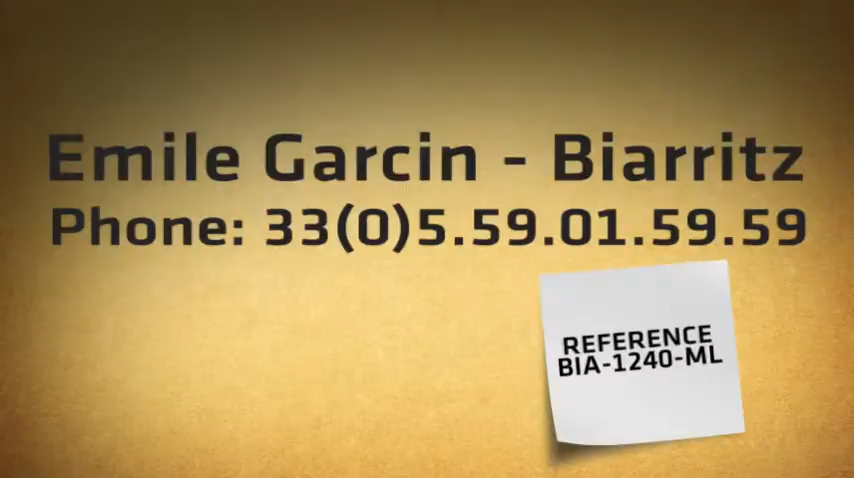 Emile Garcin - Biarritz
Phone: 33(0)5.59.01.59.59
REFERENCE
BIA-1240-ML